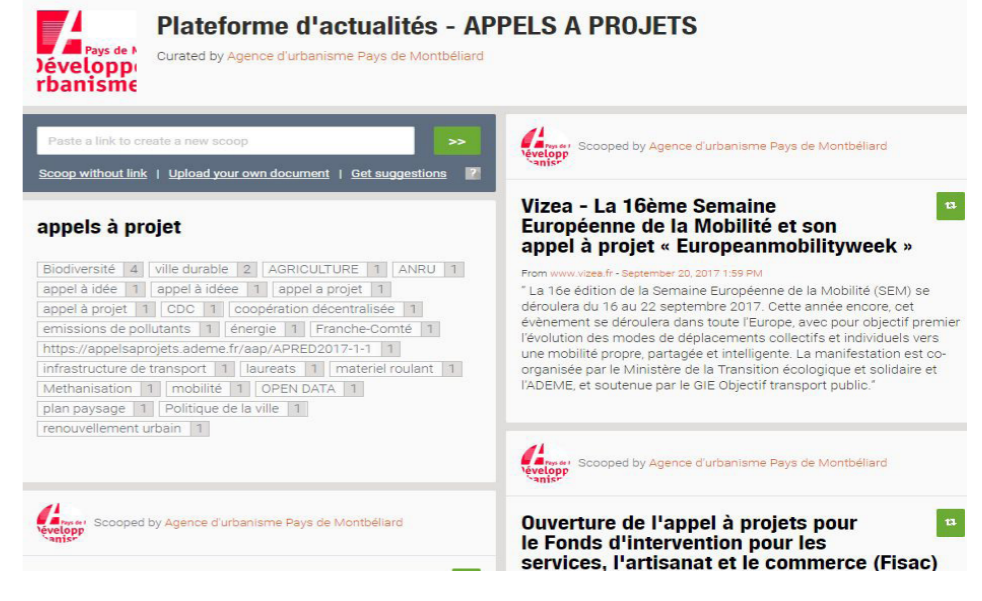 Pays de M
Développe
rbanisme
Plateforme d'actualités - APPELS A PROJETS
Curated by Agence d'urbanisme Pays de Montbéliard
Paste a link to create a new scoop
>>
Scoop without link | Upload your own document | Get suggestions ?
appels à projet
Biodiversité 4 ville durable 2 AGRICULTURE 1 ANRU 1
appel à idée 1 appel à idéee 1 appel a projet 1
appel à projet 1 CDC 1 coopération décentralisée 1
emissions de polluants 1 énergie 1 Franche-Comté 1
https://appelsaprojets.ademe.fr/aap/APRED2017-1-1 1
infrastructure de transport 1 laureats 1 materiel roulant 1
Methanisation 1 mobilité 1 OPEN DATA 1
plan paysage 1 Politique de la ville 1
renouvellement urbain 1
Scooped by Agence d'urbanisme Pays de Montbéliard
Scooped by Agence d'urbanisme Pays de Montbéliard
Vizea - La 16ème Semaine
Européenne de la Mobilité et son
appel à projet « Europeanmobilityweek »
From www.vizea.fr - September 20, 2017 1:59 PM
" La 16e édition de la Semaine Européenne de la Mobilité (SEM) se
déroulera du 16 au 22 septembre 2017. Cette année encore, cet
évènement se déroulera dans toute l'Europe, avec pour objectif premier
l'évolution des modes de déplacements collectifs et individuels vers
une mobilité propre, partagée et intelligente. La manifestation est co-
organisée par le Ministère de la Transition écologique et solidaire et
l'ADEME, et soutenue par le GIE Objectif transport public."
Scooped by Agence d'urbanisme Pays de Montbéliard
Ouverture de l'appel à projets pour
le Fonds d'intervention pour les
services, l'artisanat et le commerce (Fisac)